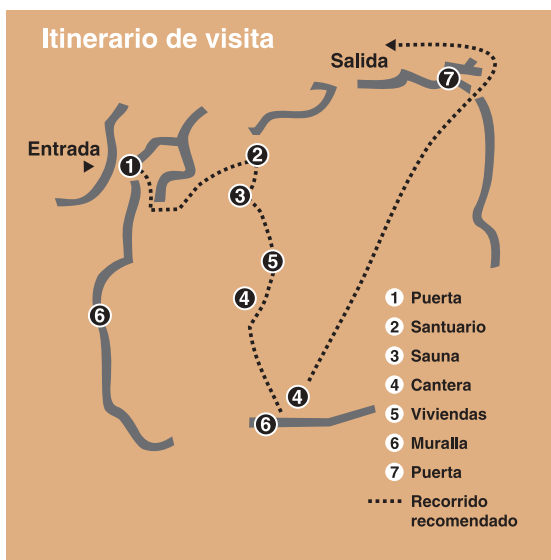 Itinerario de visita
Salida
7
Entrada
1
2
3
5
4
6
4
6
1 Puerta
2 Santuario
3 Sauna
4 Cantera
5 Viviendas
6 Muralla
7 Puerta
Recorrido
recomendado